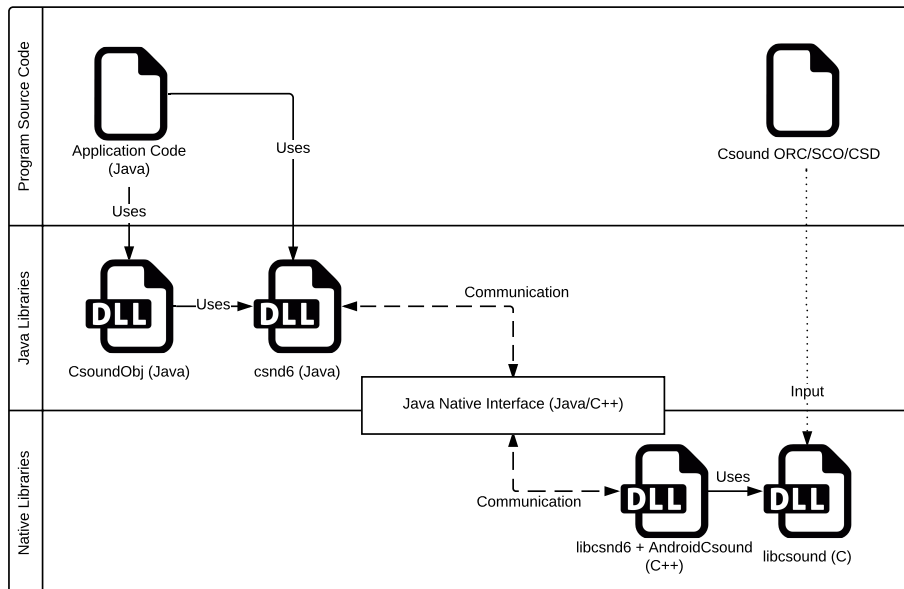 Program Source Code
Application Code
(Java)
Uses
Uses
Csound ORC/SCO/CSD
Java Libraries
DLL
CsoundObj (Java)
Uses
DLL
csnd6 (Java)
Communication
Input
Java Native Interface (Java/C++)
Native Libraries
Communication
DLL
libcsnd6 + AndroidCsound
(C++)
Uses
DLL
libcsound (C)